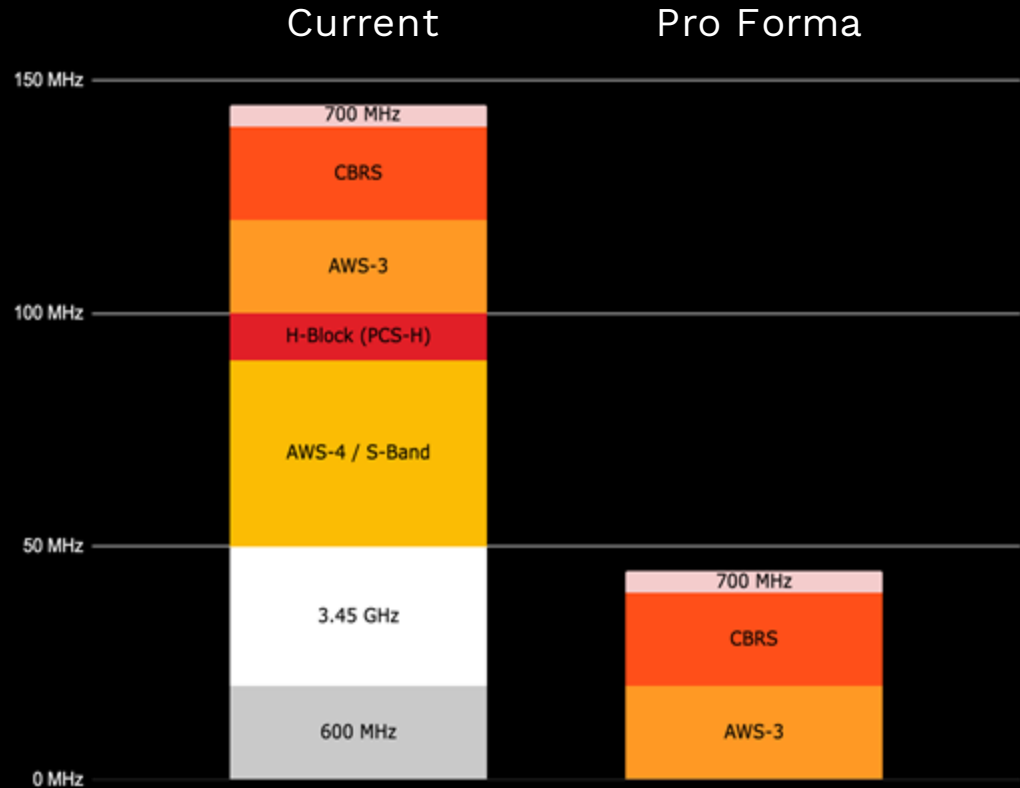 Current Pro Forma
150 MHz
700 MHz
CBRS
AWS-3
100 MHz
H-Block (PCS-H)
AWS-4 / S-Band
50 MHz
700 MHz
3.45 GHz
CBRS
600 MHz
AWS-3
0 MHz